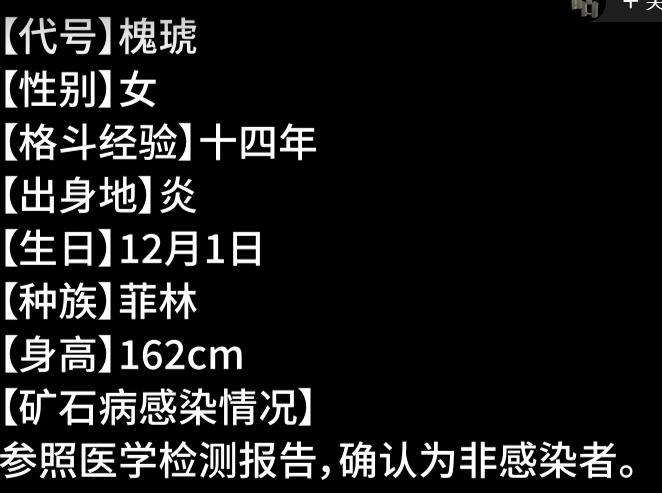 【代号】槐琥
【性别】女
【格斗经验】十四年
【出身地】炎
【生日】12月1日
【种族】菲林
【身高】162cm
【矿石病感染情况】
参照医学检测报告,确认为非感染者。